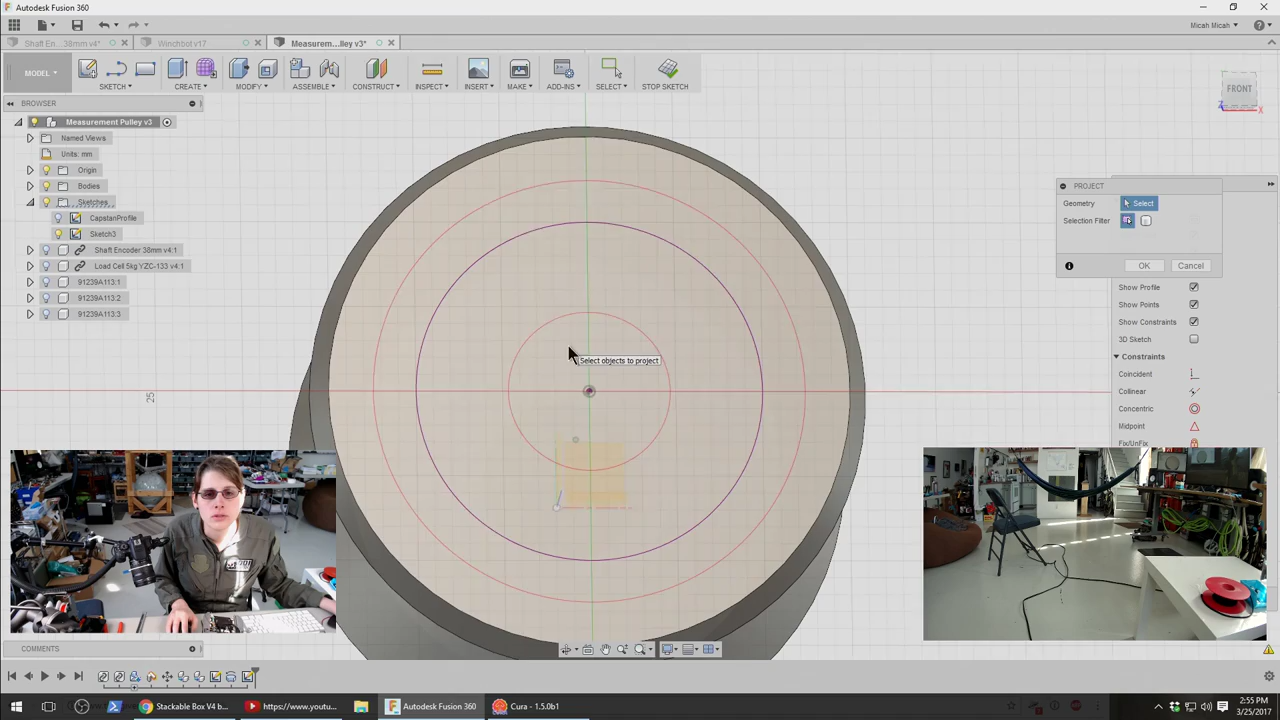 Autodesk Fusion 360
Micah Micah
Shaft En...38mm v4*
Winchbot v17
Measurem...lley v3*
MODEL
SKETCH
CREATE
MODIFY
ASSEMBLE
CONSTRUCT
INSPECT
INSERT
MAKE
ADD-INS
SELECT
STOP SKETCH
FRONT
Z
X
BROWSER
Measurement Pulley v3
Named Views
Units: mm
Origin
Bodies
Sketches
CapstanProfile
Sketch3
Shaft Encoder 38mm v4:1
Load Cell 5kg YZC-133 v4:1
91239A113:1
91239A113:2
91239A113:3
25
Select objects to project
PROJECT
Geometry
Select
Selection Filter
OK
Cancel
Show Profile
Show Points
Show Constraints
3D Sketch
Constraints
Coincident
Collinear
Concentric
Midpoint
Fix/UnFix
COMMENTS
Stackable Box V4 b...
https://www.youtu...
Autodesk Fusion 360
Cura - 1.5.0b1
2:55 PM
3/25/2017